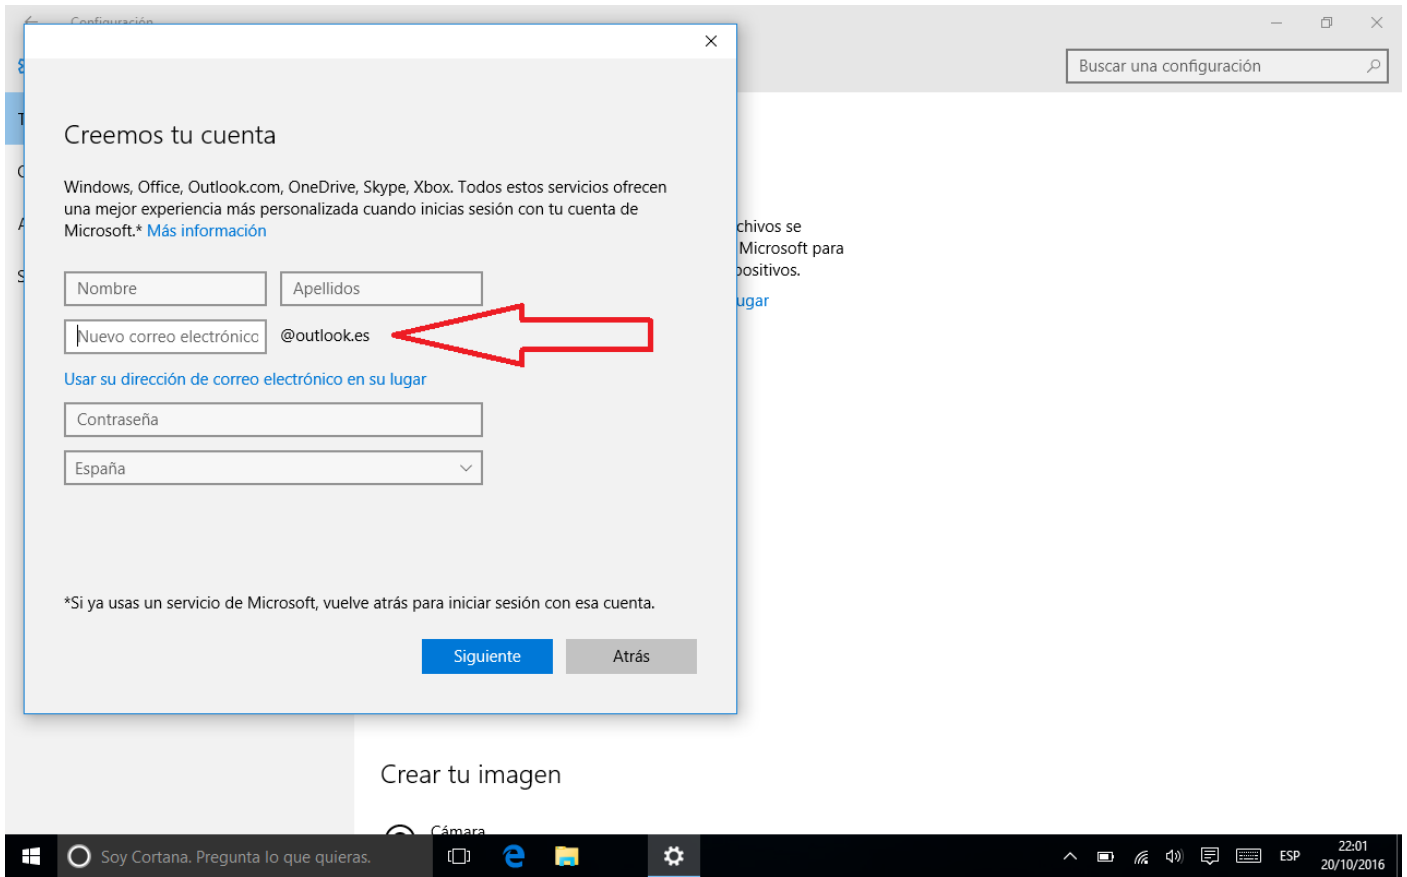 Configuración
Buscar una configuración
Creemos tu cuenta
Windows, Office, Outlook.com, OneDrive, Skype, Xbox. Todos estos servicios ofrecen
una mejor experiencia más personalizada cuando inicias sesión con tu cuenta de
Microsoft.* Más información
chivos se
Microsoft para
positivos.
ugar
Nombre
Apellidos
Nuevo correo electrónico
@outlook.es
Usar su dirección de correo electrónico en su lugar
Contraseña
España
*Si ya usas un servicio de Microsoft, vuelve atrás para iniciar sesión con esa cuenta.
Siguiente
Atrás
Crear tu imagen
Cámara
Soy Cortana. Pregunta lo que quieras.
ESP
22:01
20/10/2016